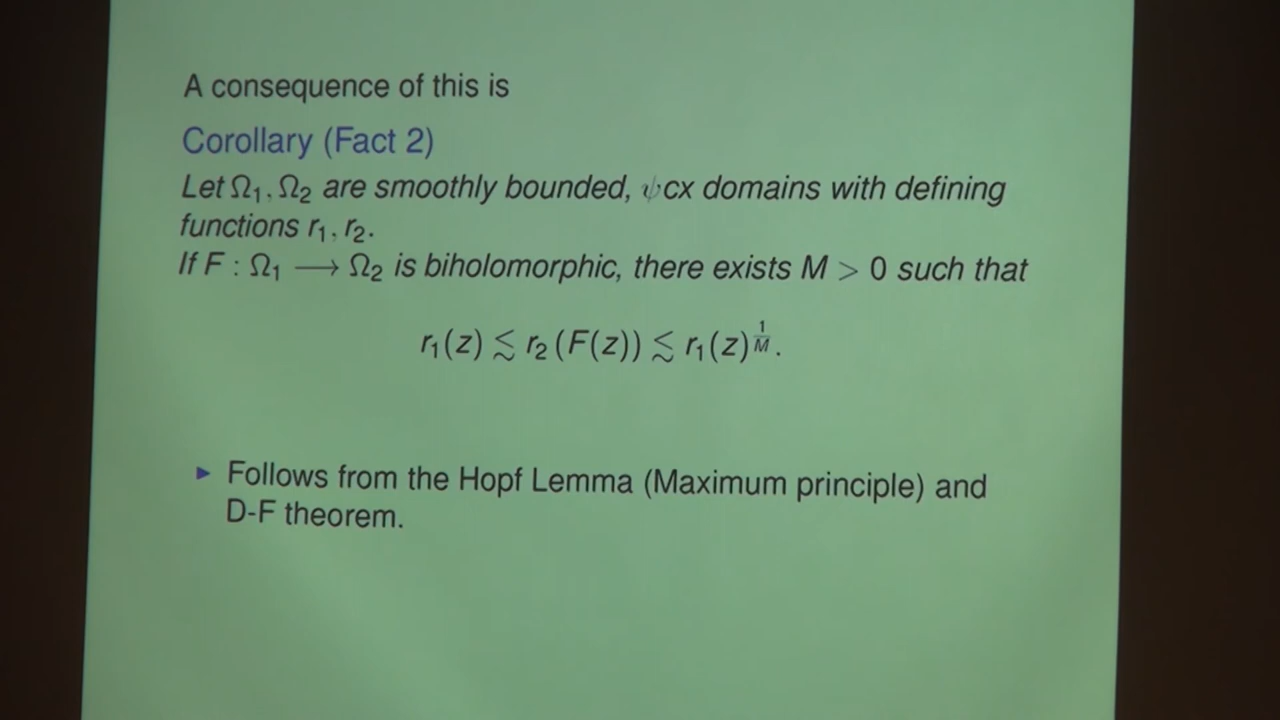 A consequence of this is
Corollary (Fact 2)
Let Ω₁, Ω₂ are smoothly bounded, ψcx domains with defining
functions r₁, r₂.
If F : Ω₁ ⟶ Ω₂ is biholomorphic, there exists M > 0 such that
r₁(z) ≲ r₂(F(z)) ≲ r₁(z)^{1/M}.
▶ Follows from the Hopf Lemma (Maximum principle) and
D-F theorem.